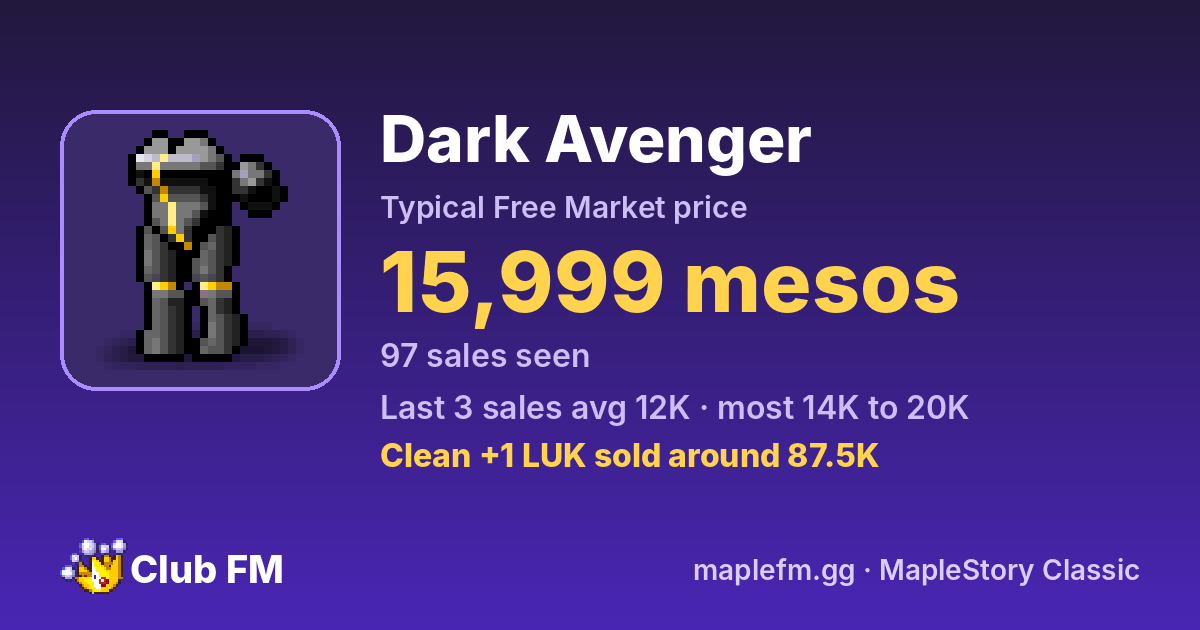 Dark Avenger
Typical Free Market price
15,999 mesos
97 sales seen
Last 3 sales avg 12K · most 14K to 20K
Clean +1 LUK sold around 87.5K
Club FM
maplefm.gg · MapleStory Classic